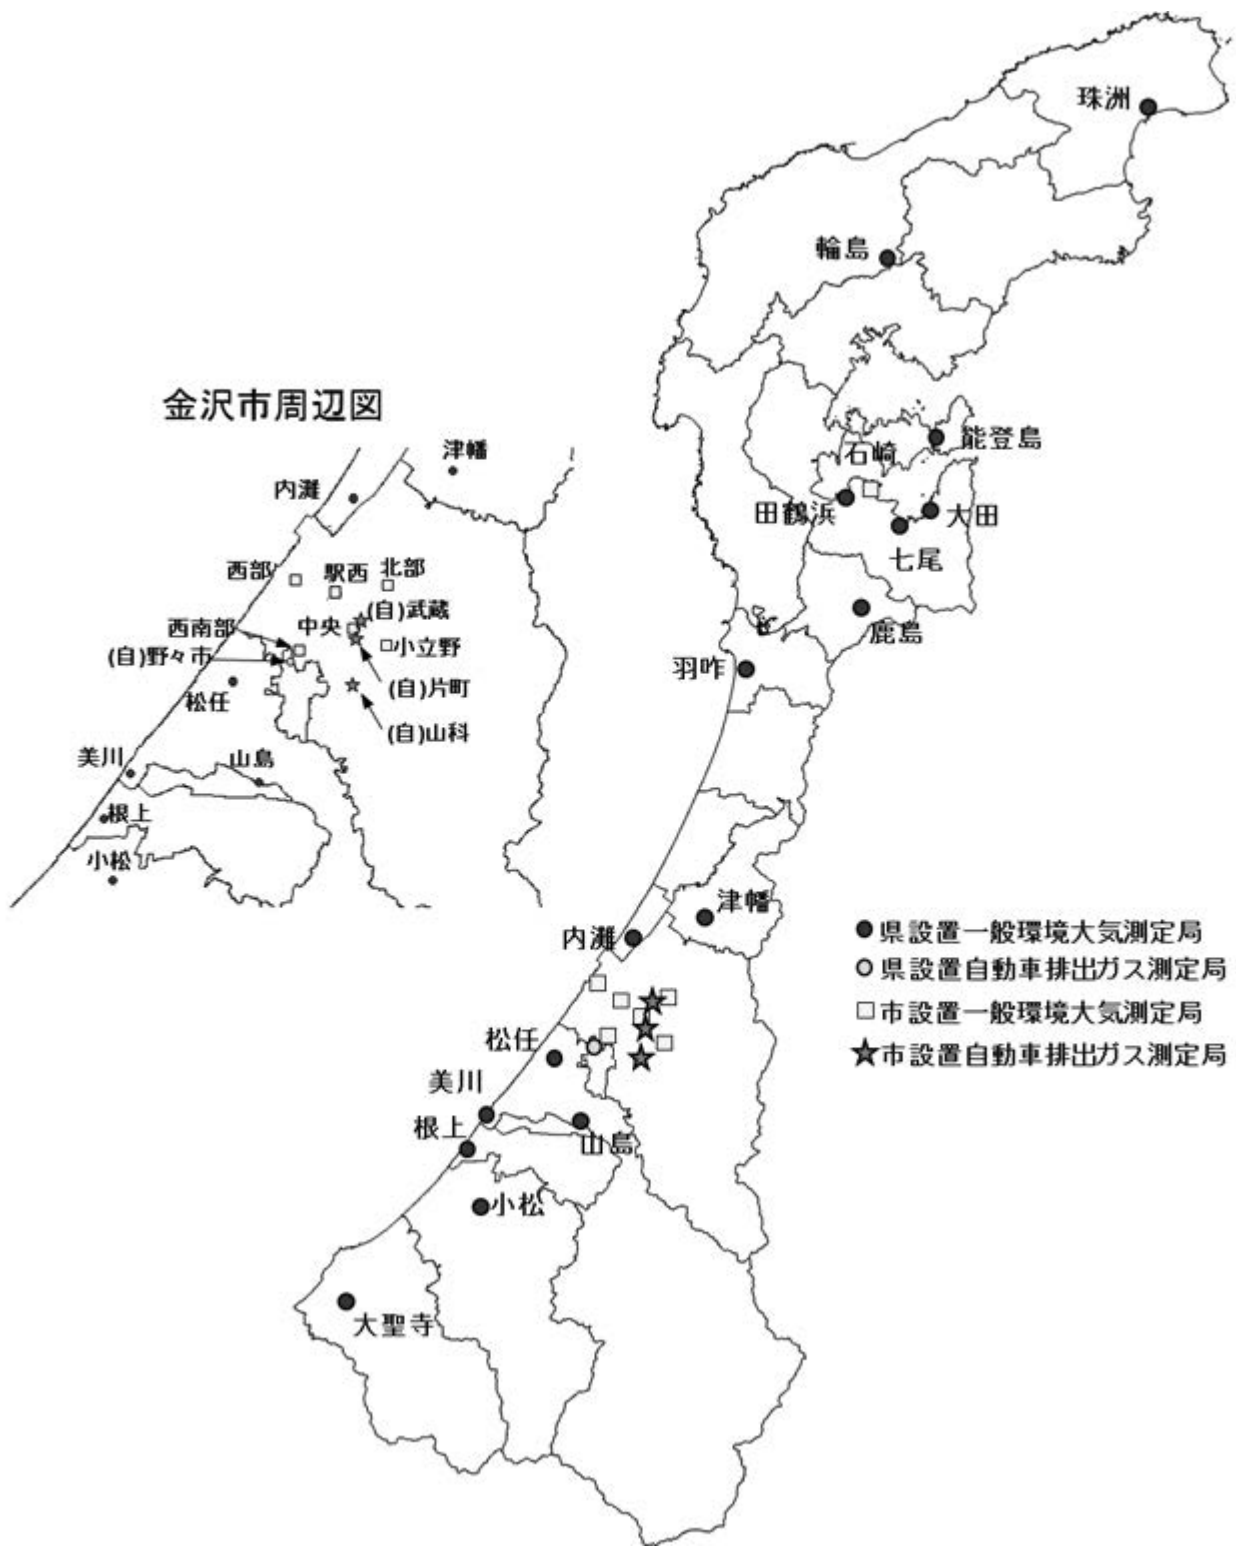 珠洲
輪島
金沢市周辺図
能登島
石崎
田鶴浜
大田
七尾
鹿島
羽咋
津幡
内灘
西部
駅西
北部
(自)武蔵
中央
西南部
小立野
(自)野々市
(自)片町
松任
(自)山科
美川
山島
根上
小松
津幡
内灘
松任
美川
根上
山島
小松
大聖寺
県設置一般環境大気測定局
県設置自動車排出ガス測定局
市設置一般環境大気測定局
市設置自動車排出ガス測定局